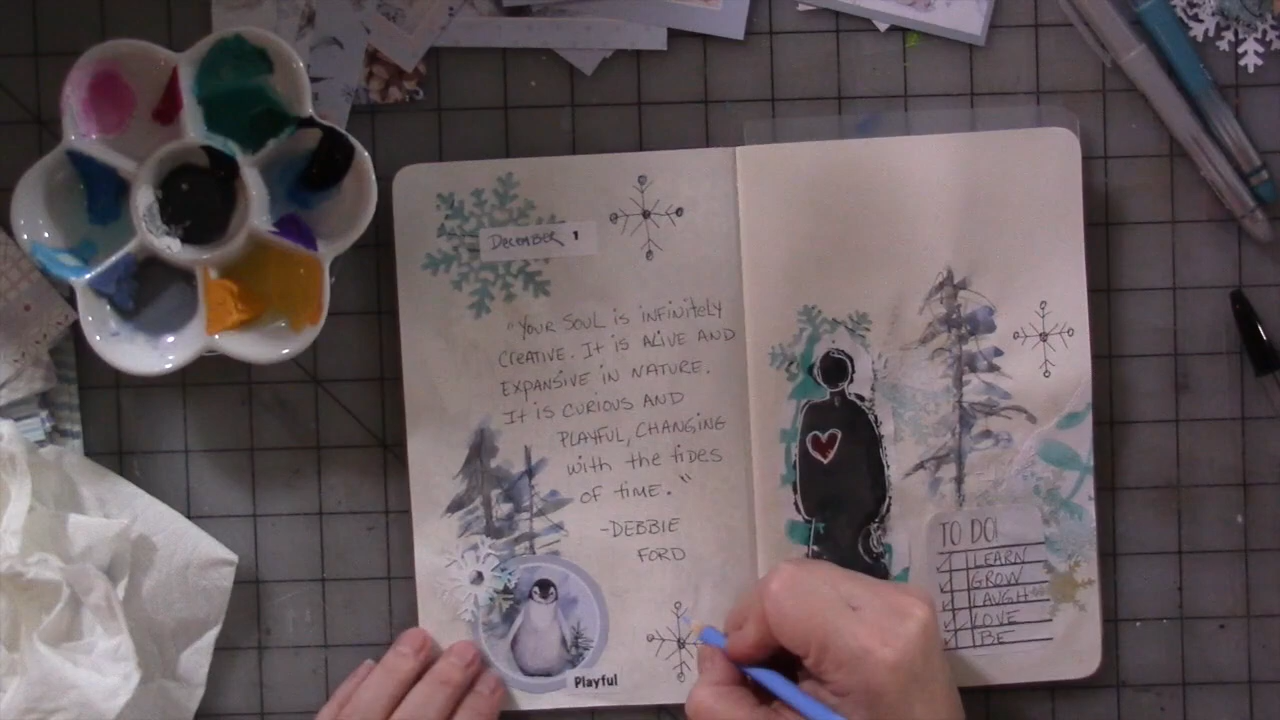 December 1
"Your Soul is infinitely
creative. It is alive and
expansive in nature.
It is curious and
playful, changing
with the tides
of time."
-Debbie
Ford
Playful
TO DO!
LEARN
GROW
LAUGH
LOVE
BE